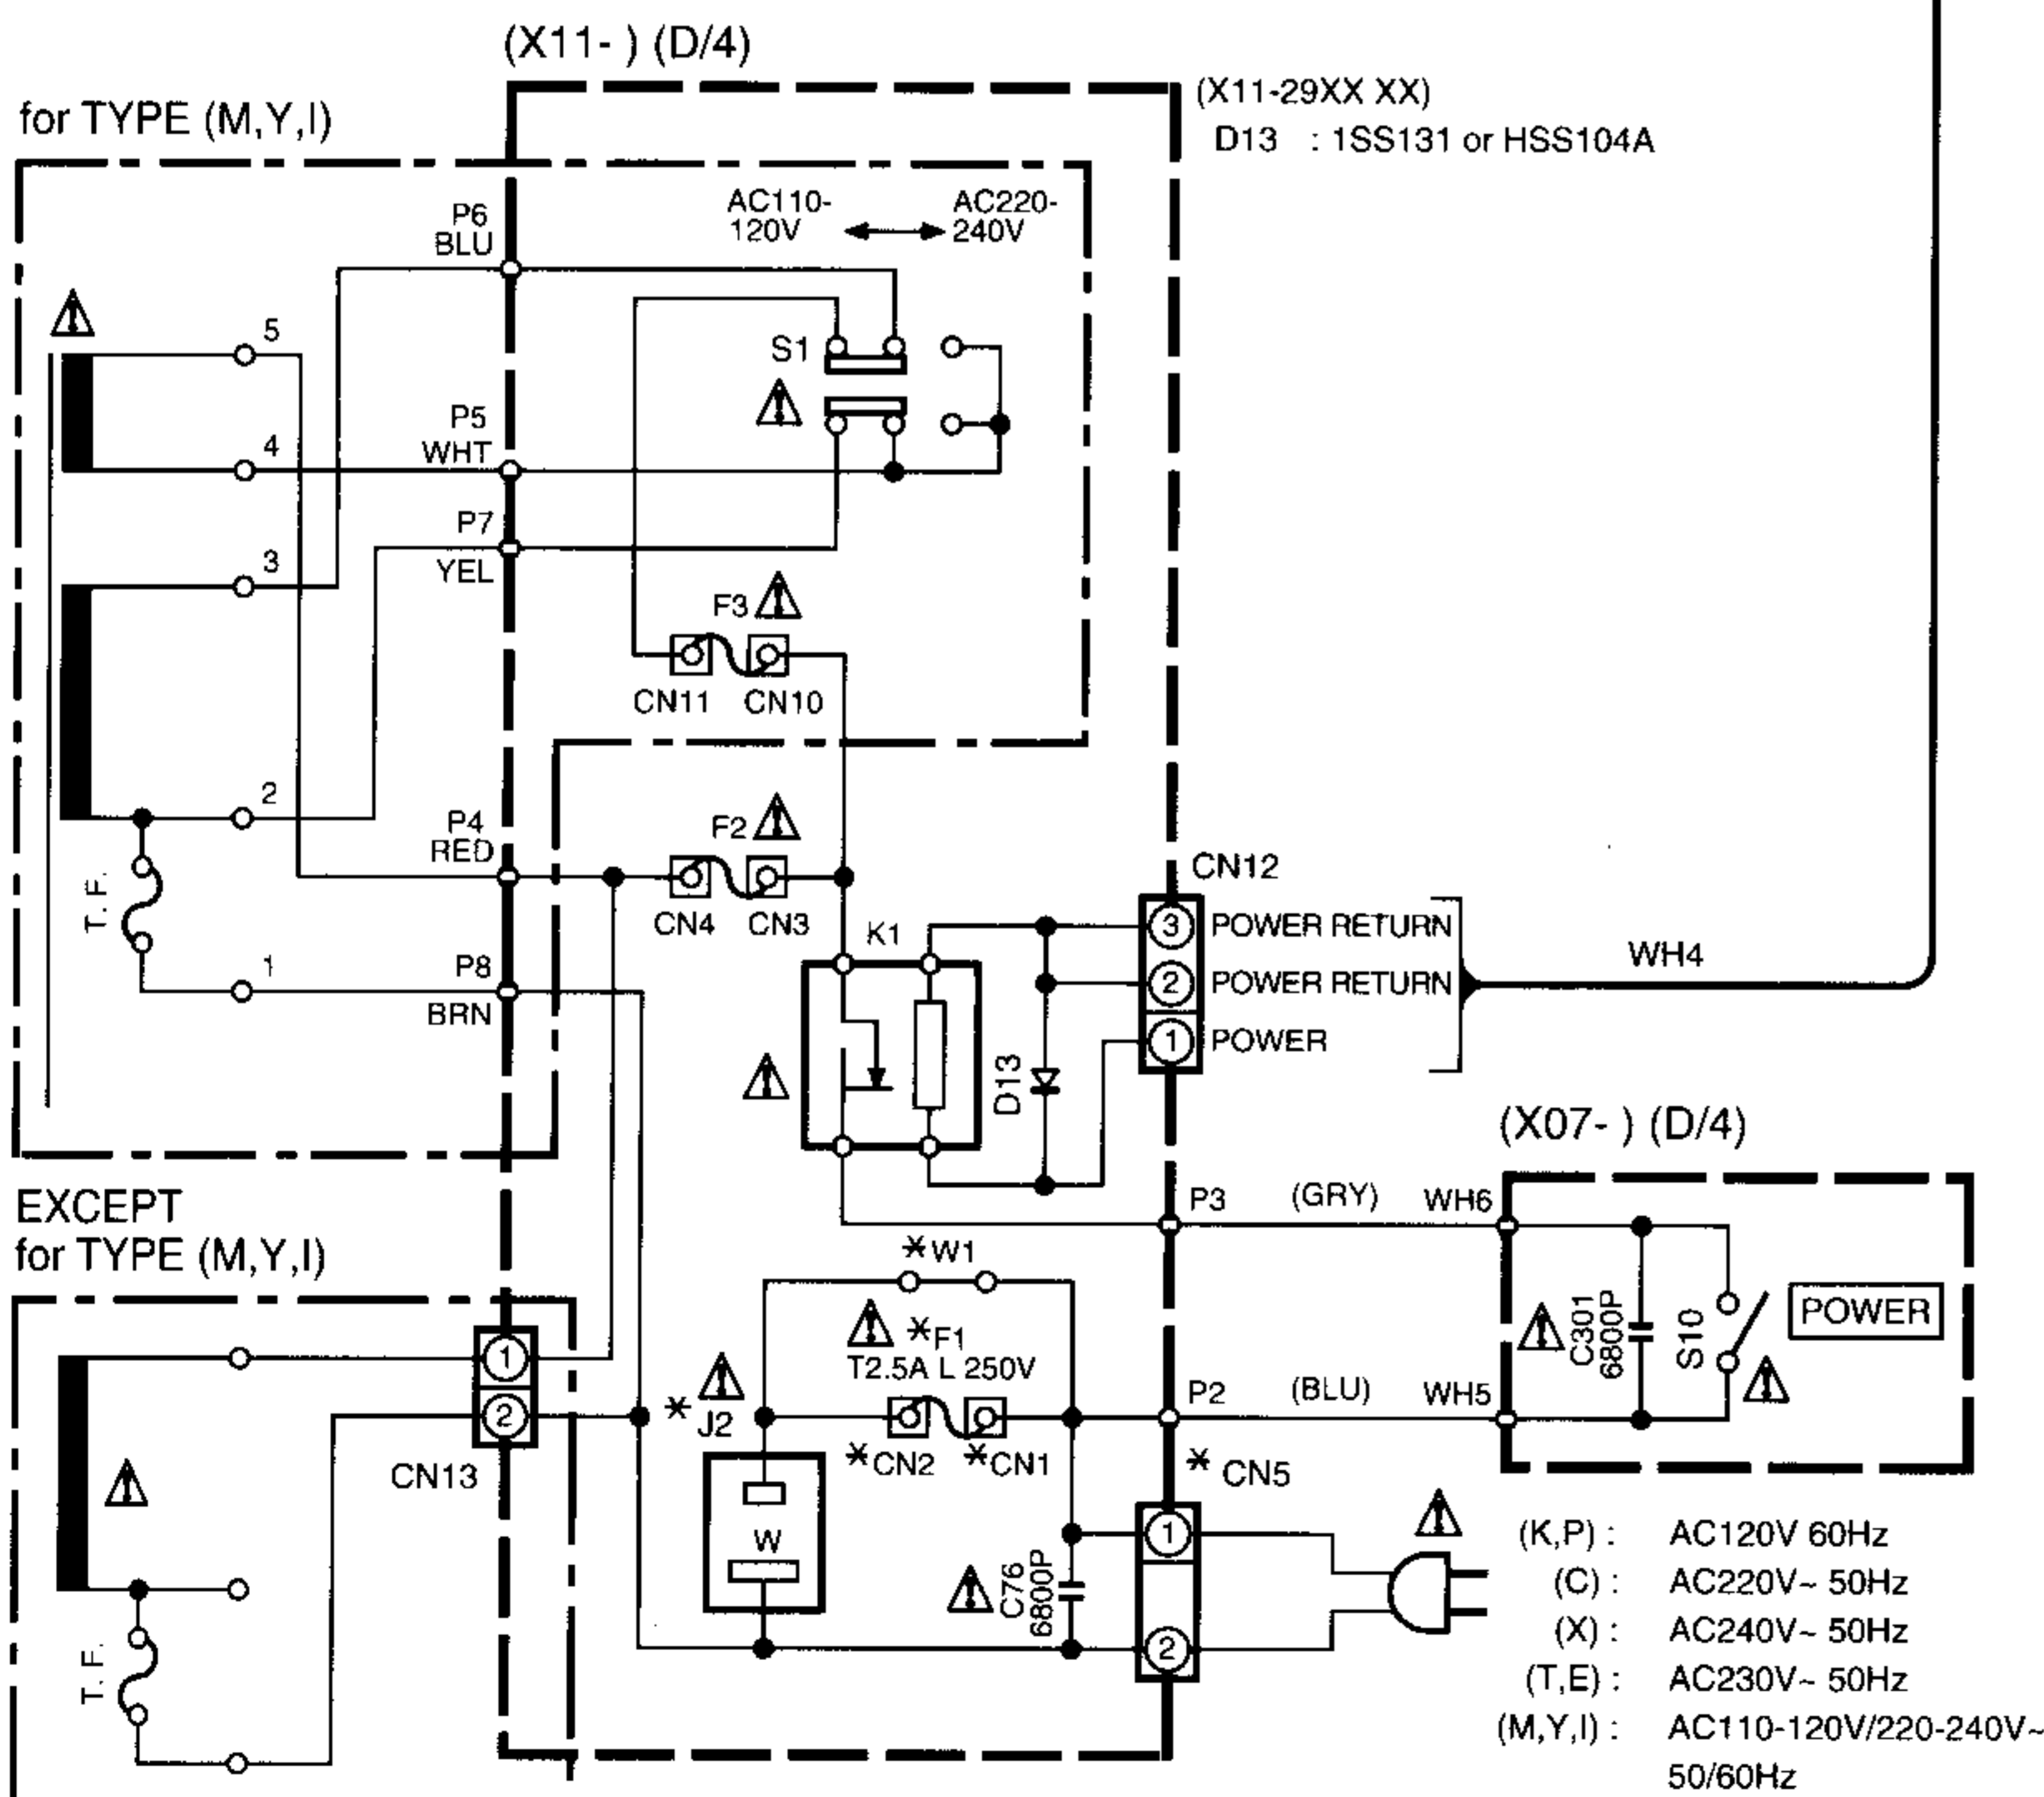 (X11- ) (D/4)
(X11-29XX XX)
D13 : 1SS131 or HSS104A
for TYPE (M,Y,I)
AC110-
120V
AC220-
240V
P6
BLU
5
S1
P5
WHT
4
P7
YEL
3
F3
CN11
CN10
2
P4
RED
F2
CN4
CN3
T.F.
1
P8
BRN
K1
D13
CN12
3 POWER RETURN
2 POWER RETURN
1 POWER
WH4
(X07- ) (D/4)
EXCEPT
for TYPE (M,Y,I)
P3
(GRY)
WH6
*W1
*F1
T2.5A L 250V
C301
6800P
S10
POWER
1
2
CN13
* J2
*CN2
*CN1
P2
(BLU)
WH5
* CN5
W
C76
6800P
1
2
T.F.
(K,P) : AC120V 60Hz
(C) : AC220V~ 50Hz
(X) : AC240V~ 50Hz
(T,E) : AC230V~ 50Hz
(M,Y,I) : AC110-120V/220-240V~
50/60Hz